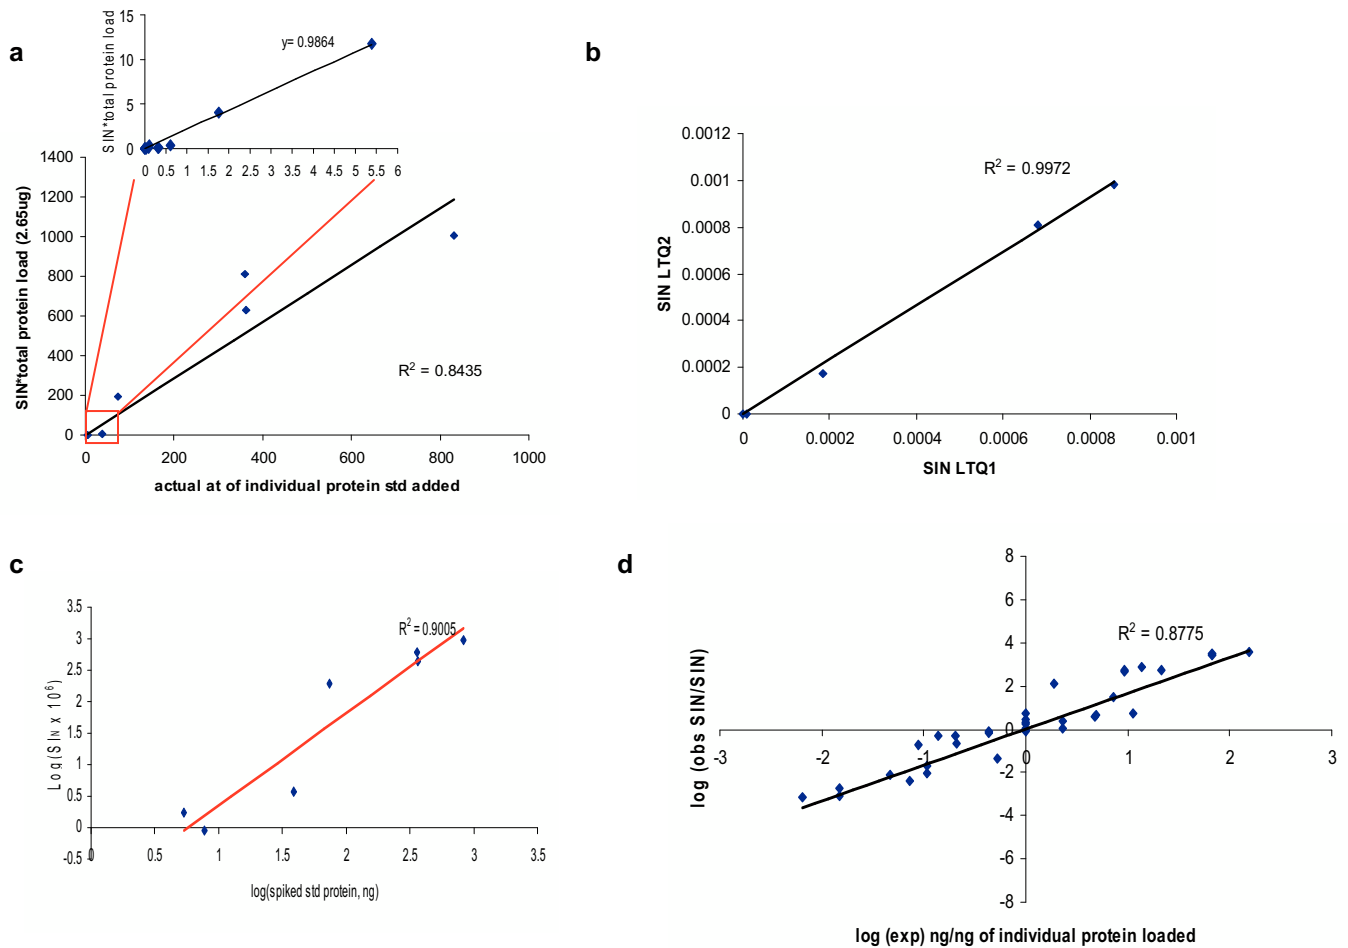 a
SIN*total protein load
15
10
5
0
y= 0.9864
0 0.5 1 1.5 2 2.5 3 3.5 4 4.5 5 5.5 6
SIN*total protein load (2.65ug)
1400
1200
1000
800
600
400
200
0
R² = 0.8435
0 200 400 600 800 1000
actual at of individual protein std added
b
SIN LTQ2
0.0012
0.001
0.0008
0.0006
0.0004
0.0002
0
R² = 0.9972
0 0.0002 0.0004 0.0006 0.0008 0.001
SIN LTQ1
c
Log(SIN x 10⁶)
3.5
3
2.5
2
1.5
1
0.5
0
-0.5
R² = 0.9005
0 0.5 1 1.5 2 2.5 3 3.5
log(spiked std protein, ng)
d
log (obs SIN/SIN)
8
6
4
2
0
-2
-4
-6
-8
R² = 0.8775
-3 -2 -1 0 1 2 3
log (exp) ng/ng of individual protein loaded